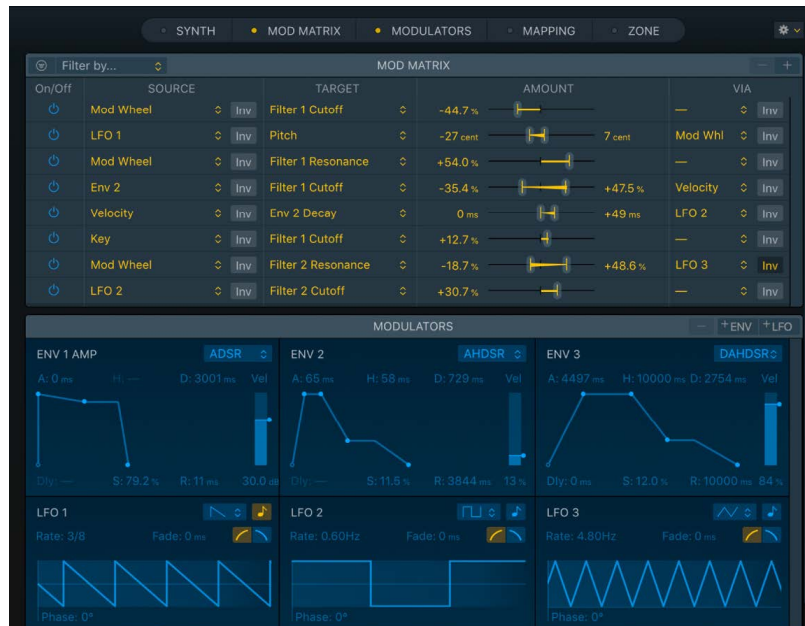 SYNTH MOD MATRIX MODULATORS MAPPING ZONE
Filter by... MOD MATRIX − +
On/Off SOURCE TARGET AMOUNT VIA
Mod Wheel Inv Filter 1 Cutoff -44.7 % — Inv
LFO 1 Inv Pitch -27 cent 7 cent Mod Whl Inv
Mod Wheel Inv Filter 1 Resonance +54.0 % — Inv
Env 2 Inv Filter 1 Cutoff -35.4 % +47.5 % Velocity Inv
Velocity Inv Env 2 Decay 0 ms +49 ms LFO 2 Inv
Key Inv Filter 1 Cutoff +12.7 % — Inv
Mod Wheel Inv Filter 2 Resonance -18.7 % +48.6 % LFO 3 Inv
LFO 2 Inv Filter 2 Cutoff +30.7 % — Inv
MODULATORS − +ENV +LFO
ENV 1 AMP ADSR ENV 2 AHDSR ENV 3 DAHDSR
A: 0 ms H: — D: 3001 ms Vel A: 65 ms H: 58 ms D: 729 ms Vel A: 4497 ms H: 10000 ms D: 2754 ms Vel
Dly: — S: 79.2 % R: 11 ms 30.0 dB Dly: — S: 11.5 % R: 3844 ms 13 % Dly: 0 ms S: 12.0 % R: 10000 ms 84 %
LFO 1 LFO 2 LFO 3
Rate: 3/8 Fade: 0 ms Rate: 0.60Hz Fade: 0 ms Rate: 4.80Hz Fade: 0 ms
Phase: 0° Phase: 0° Phase: 0°